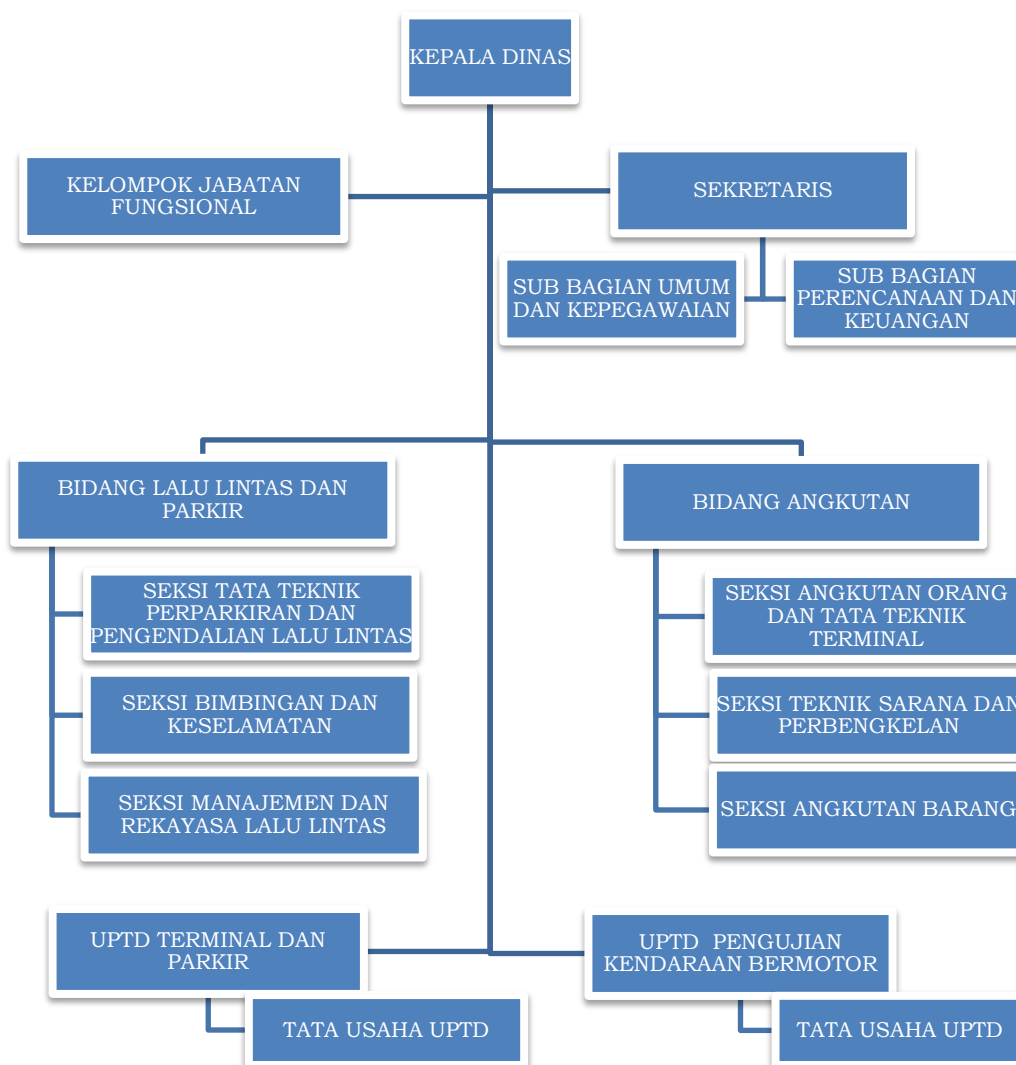 KEPALA DINAS
KELOMPOK JABATAN
FUNGSIONAL
SEKRETARIS
SUB BAGIAN UMUM
DAN KEPEGAWAIAN
SUB BAGIAN
PERENCANAAN DAN
KEUANGAN
BIDANG LALU LINTAS DAN
PARKIR
SEKSI TATA TEKNIK
PERPARKIRAN DAN
PENGENDALIAN LALU LINTAS
SEKSI BIMBINGAN DAN
KESELAMATAN
SEKSI MANAJEMEN DAN
REKAYASA LALU LINTAS
BIDANG ANGKUTAN
SEKSI ANGKUTAN ORANG
DAN TATA TEKNIK
TERMINAL
SEKSI TEKNIK SARANA DAN
PERBENGKELAN
SEKSI ANGKUTAN BARANG
UPTD TERMINAL DAN
PARKIR
TATA USAHA UPTD
UPTD PENGUJIAN
KENDARAAN BERMOTOR
TATA USAHA UPTD